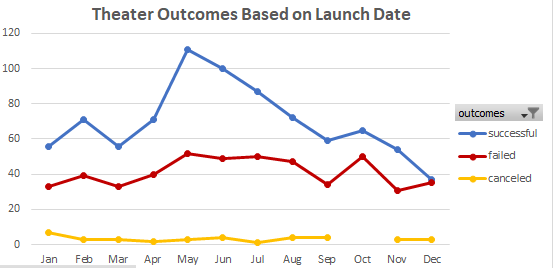 Theater Outcomes Based on Launch Date
120
100
80
60
40
20
0
Jan Feb Mar Apr May Jun Jul Aug Sep Oct Nov Dec
outcomes
successful
failed
canceled